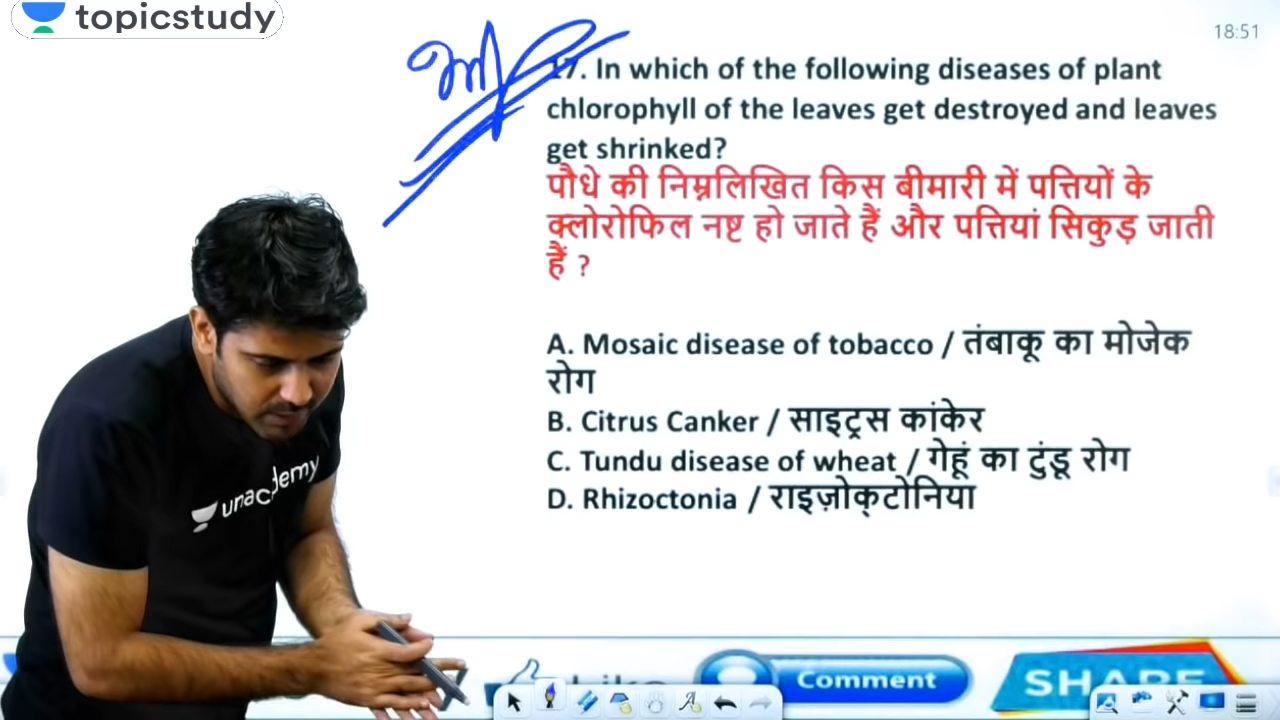 topicstudy
18:51
17. In which of the following diseases of plant
chlorophyll of the leaves get destroyed and leaves
get shrinked?
पौधे की निम्नलिखित किस बीमारी में पत्तियों के
क्लोरोफिल नष्ट हो जाते हैं और पत्तियां सिकुड़ जाती
हैं ?
A. Mosaic disease of tobacco / तंबाकू का मोजेक
रोग
B. Citrus Canker / साइट्रस कांकेर
C. Tundu disease of wheat / गेहूं का टुंडू रोग
D. Rhizoctonia / राइज़ोक्टोनिया
unacademy
Comment
SHARE